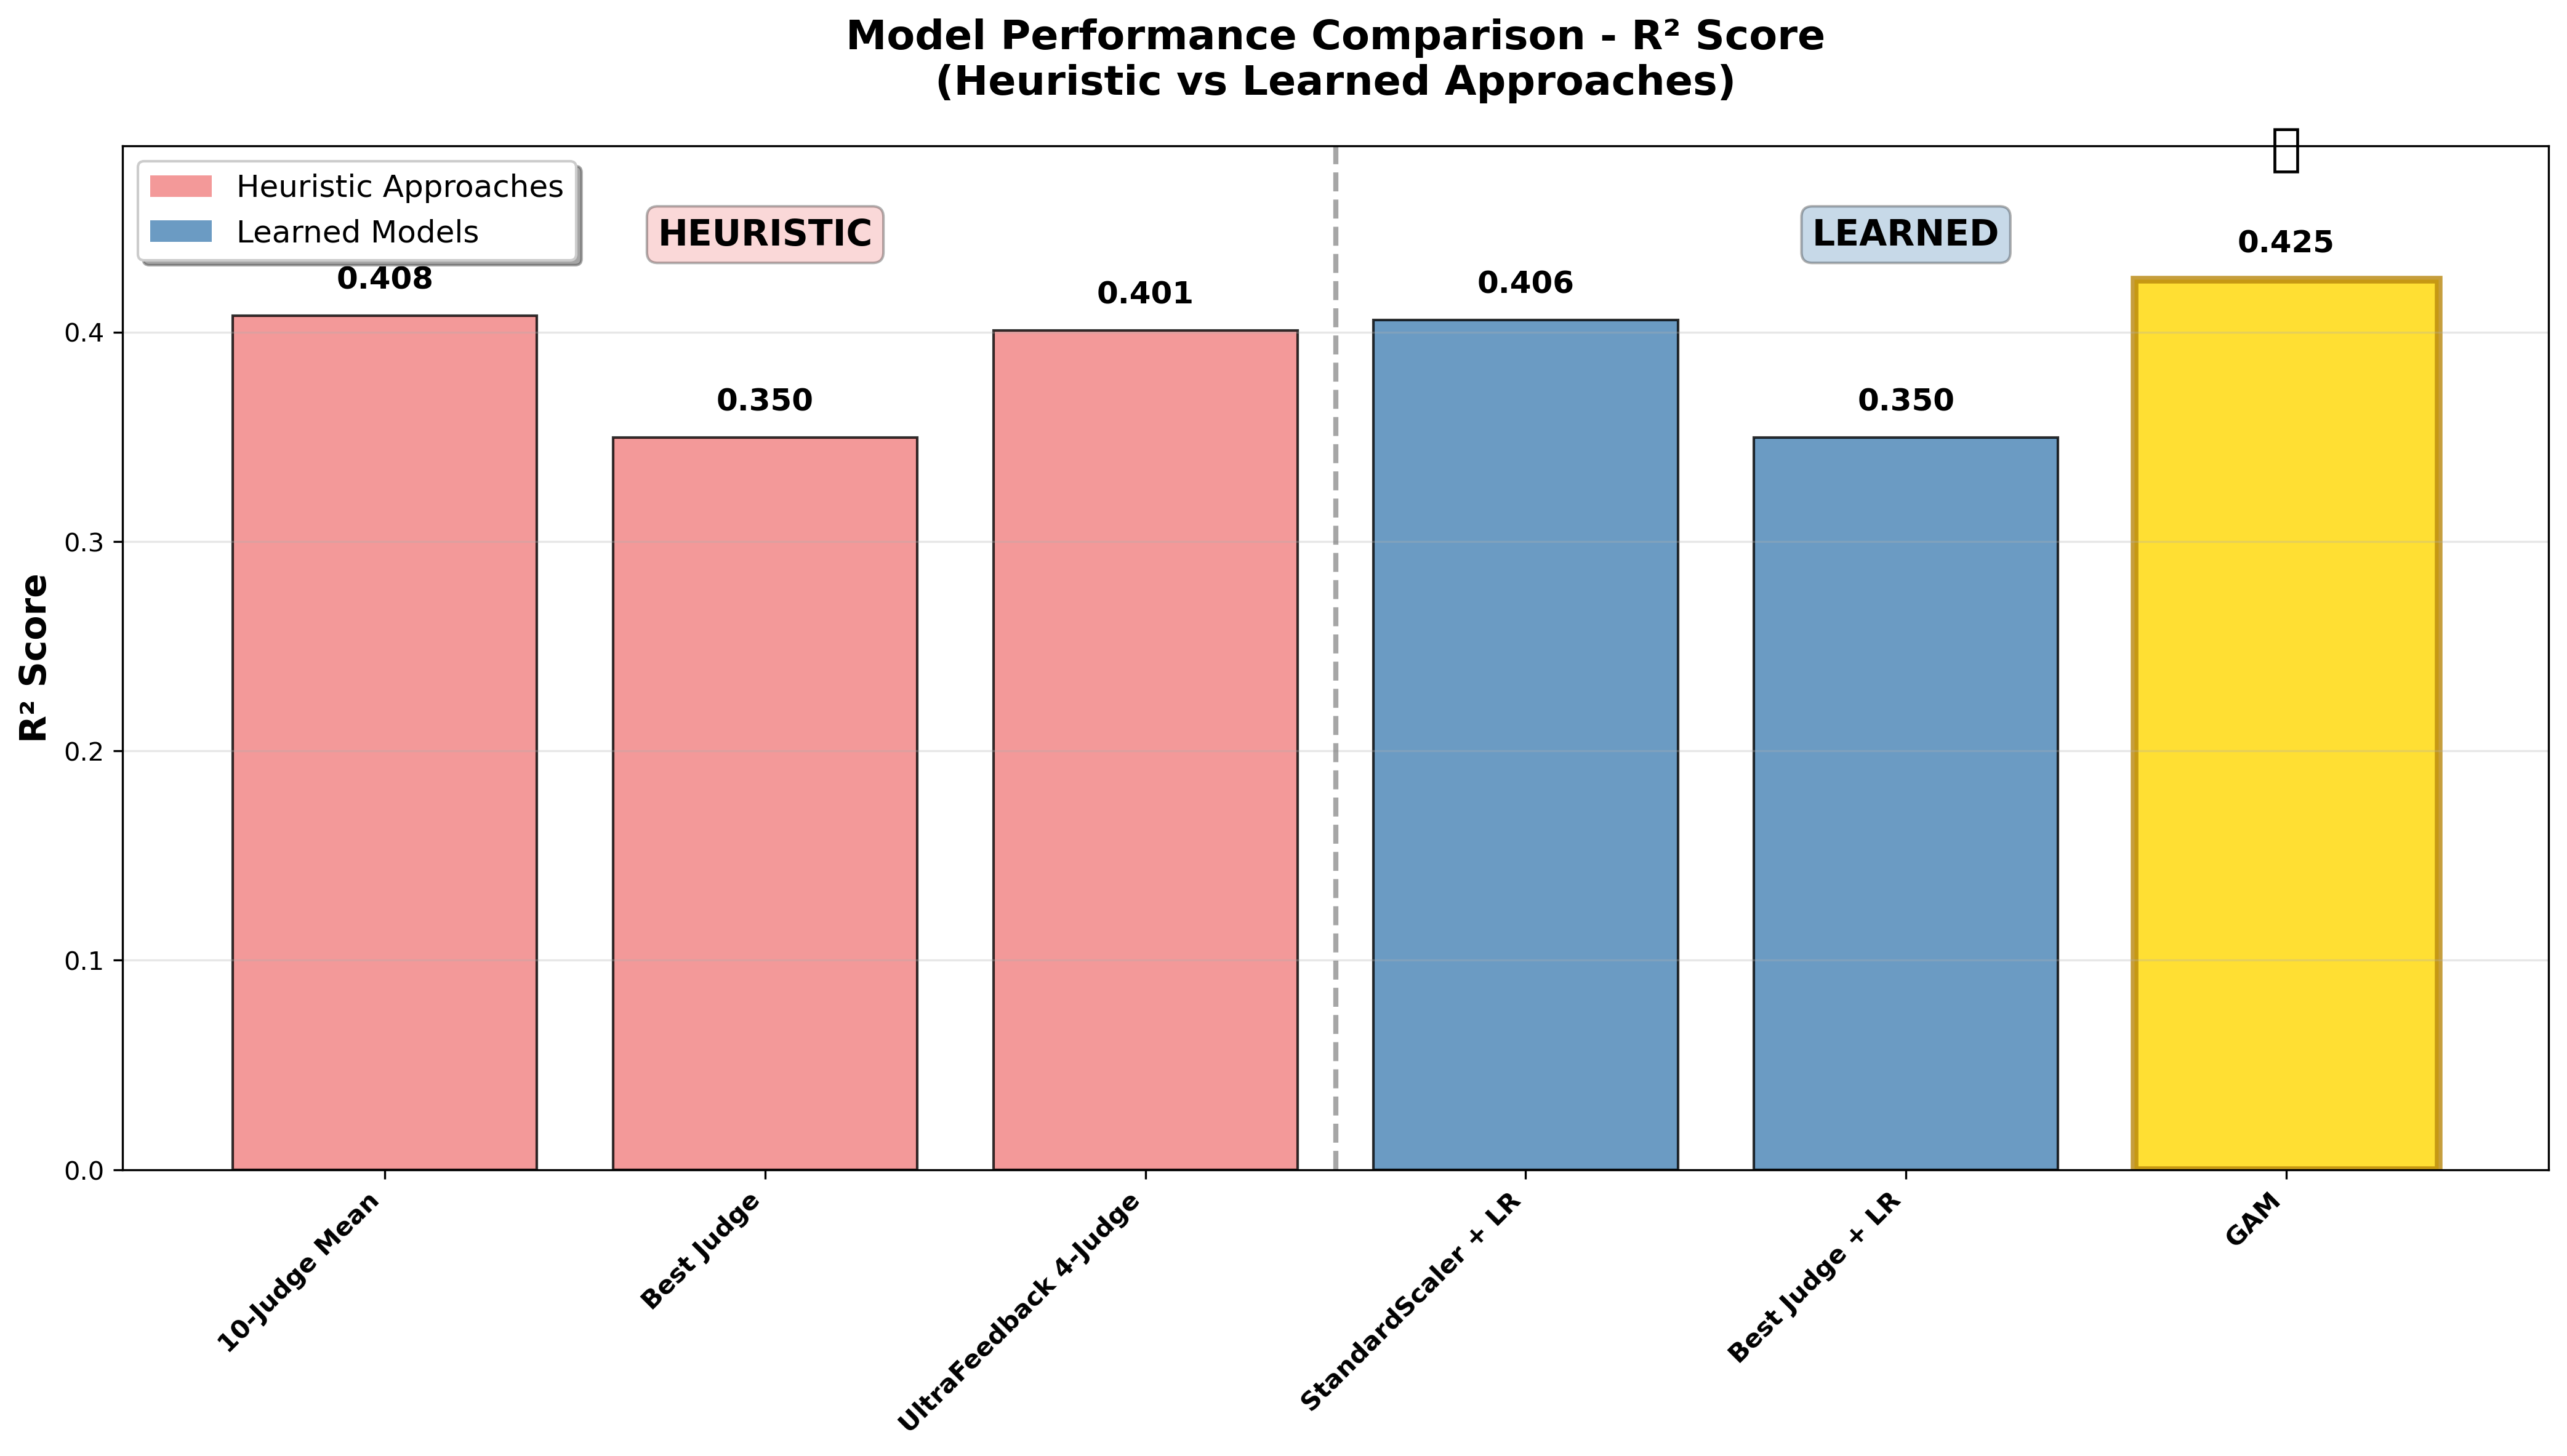 Model Performance Comparison - R² Score
(Heuristic vs Learned Approaches)
Heuristic Approaches
Learned Models
HEURISTIC
LEARNED
0.408
0.350
0.401
0.406
0.350
0.425
R² Score
0.4
0.3
0.2
0.1
0.0
10-Judge Mean
Best Judge
UltraFeedback 4-Judge
StandardScaler + LR
Best Judge + LR
GAM